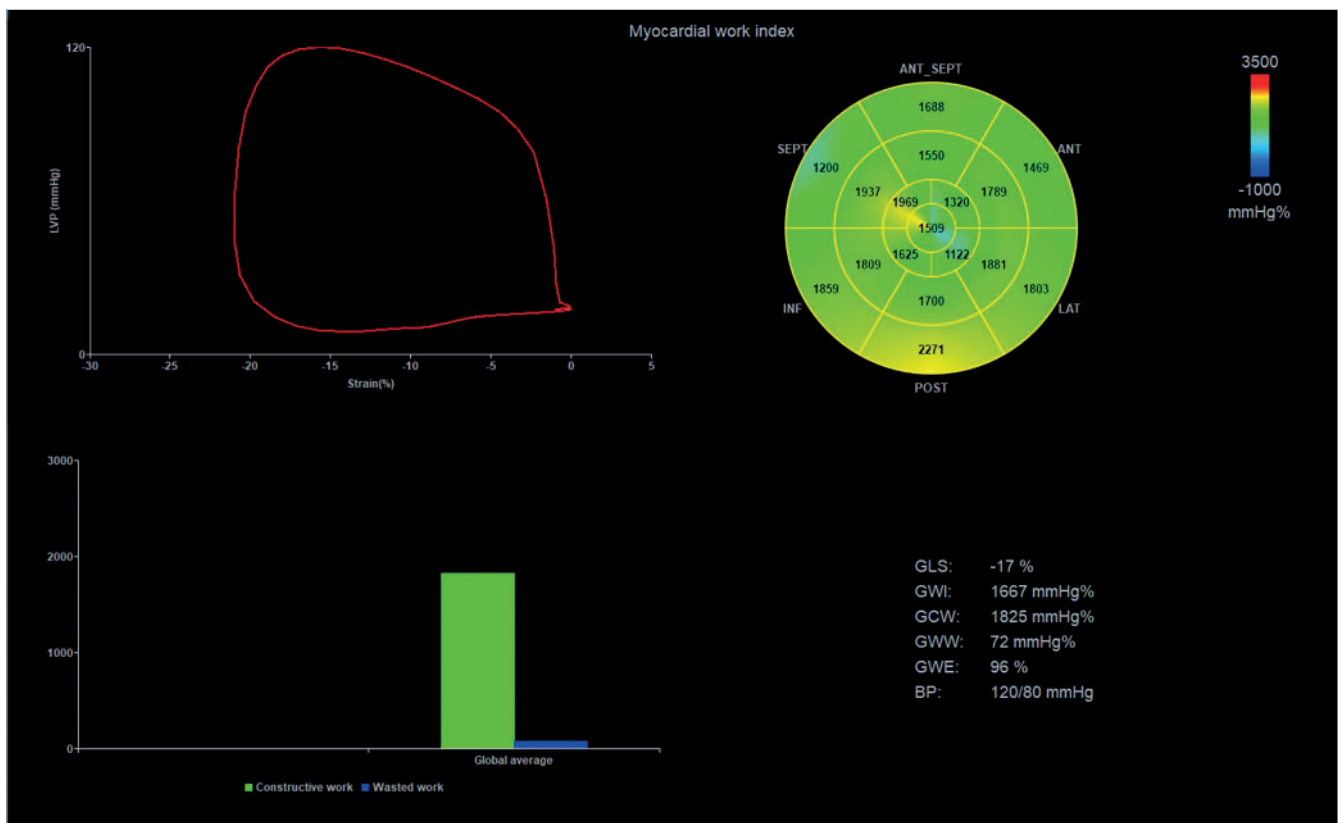 Myocardial work index
120
LVP (mmHg)
0
-30 -25 -20 -15 -10 -5 0 5
Strain(%)
ANT_SEPT
SEPT
ANT
INF
LAT
POST
1688
1200
1469
1550
1937
1789
1969
1320
1509
1625
1122
1809
1881
1859
1803
1700
2271
3500
-1000
mmHg%
3000
2000
1000
0
Global average
Constructive work Wasted work
GLS: -17 %
GWI: 1667 mmHg%
GCW: 1825 mmHg%
GWW: 72 mmHg%
GWE: 96 %
BP: 120/80 mmHg